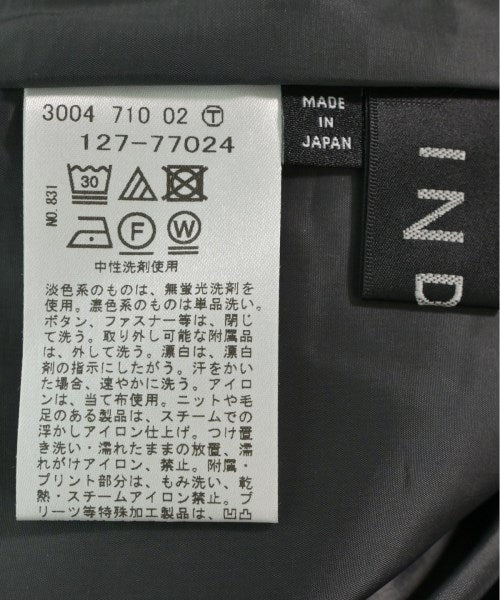 3004 710 02 Ⓣ
127-77024
NO. 831
30
F
W
中性洗剤使用
淡色系のものは、無蛍光洗剤を
使用。濃色系のものは単品洗い。
ボタン、ファスナー等は、閉じ
て洗う。取り外し可能な附属品
は、外して洗う。漂白は、漂白
剤の指示にしたがう。汗をかい
た場合、速やかに洗う。アイロ
ンは、当て布使用。ニットや毛
足のある製品は、スチームでの
浮かしアイロン仕上げ。つけ置
き洗い・濡れたままの放置、濡
れがけアイロン、禁止。附属・
プリント部分は、もみ洗い、乾
熱・スチームアイロン禁止。プ
リーツ等特殊加工製品は、凹凸
MADE
IN
JAPAN
IND